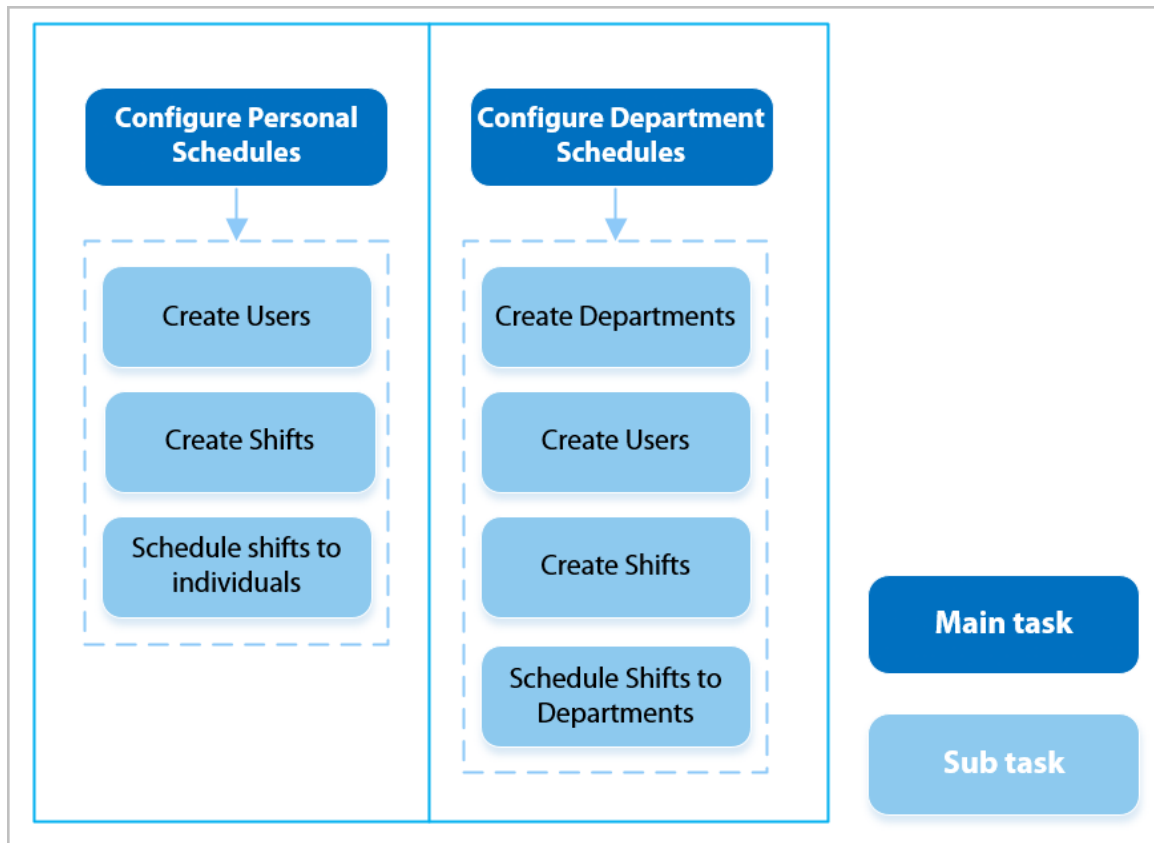 Configure Personal
Schedules
Create Users
Create Shifts
Schedule shifts to
individuals
Configure Department
Schedules
Create Departments
Create Users
Create Shifts
Schedule Shifts to
Departments
Main task
Sub task